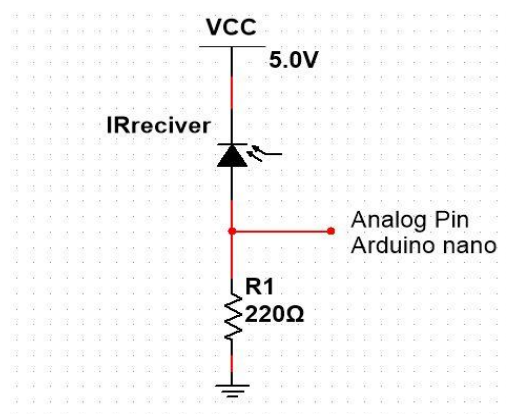 VCC
5.0V
IRreciver
Analog Pin
Arduino nano
R1
220Ω